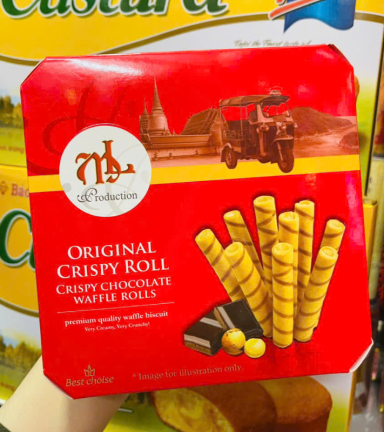 Custard
Production
ORIGINAL
CRISPY ROLL
CRISPY CHOCOLATE
WAFFLE ROLLS
premium quality waffle biscuit
Very Creamy, Very Crunchy!
Best choise
* Image for illustration only.